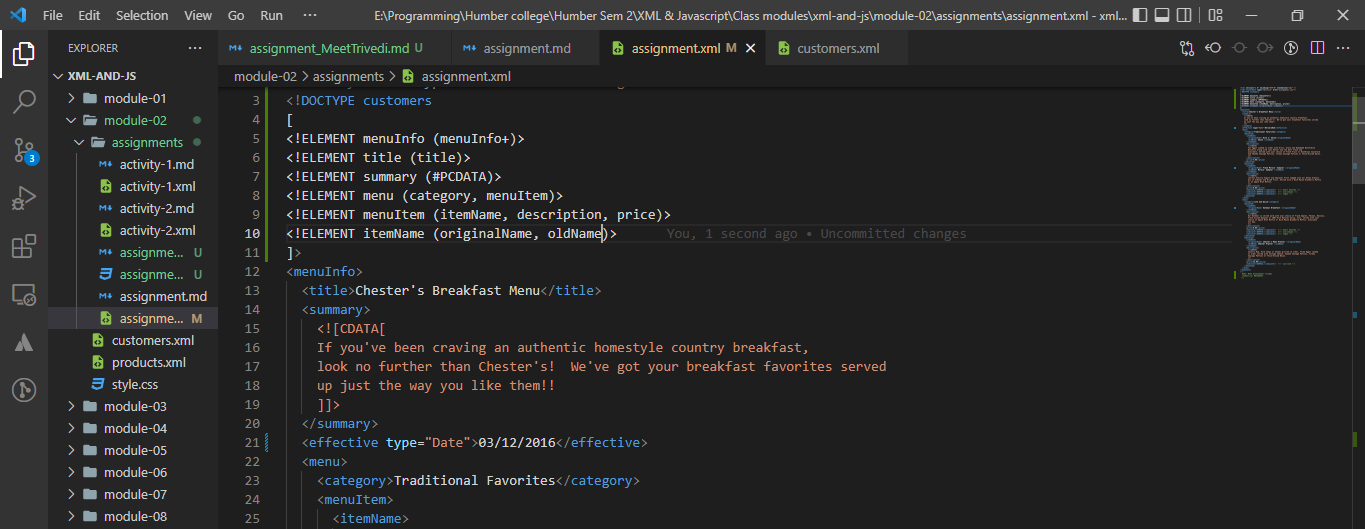 File Edit Selection View Go Run ··· E:\Programming\Humber college\Humber Sem 2\XML & Javascript\Class modules\xml-and-js\module-02\assignments\assignment.xml - xml...
EXPLORER ···
XML-AND-JS
module-01
module-02
assignments
activity-1.md
activity-1.xml
activity-2.md
activity-2.xml
assignme... U
assignme... U
assignment.md
assignme... M
customers.xml
products.xml
style.css
module-03
module-04
module-05
module-06
module-07
module-08
3
assignment_MeetTrivedi.md U assignment.md assignment.xml M customers.xml
module-02 > assignments > assignment.xml
3 <!DOCTYPE customers
4 [
5 <!ELEMENT menuInfo (menuInfo+)>
6 <!ELEMENT title (title)>
7 <!ELEMENT summary (#PCDATA)>
8 <!ELEMENT menu (category, menuItem)>
9 <!ELEMENT menuItem (itemName, description, price)>
10 <!ELEMENT itemName (originalName, oldName)> You, 1 second ago • Uncommitted changes
11 ]>
12 <menuInfo>
13 <title>Chester's Breakfast Menu</title>
14 <summary>
15 <![CDATA[
16 If you've been craving an authentic homestyle country breakfast,
17 look no further than Chester's! We've got your breakfast favorites served
18 up just the way you like them!!
19 ]]>
20 </summary>
21 <effective type="Date">03/12/2016</effective>
22 <menu>
23 <category>Traditional Favorites</category>
24 <menuItem>
25 <itemName>